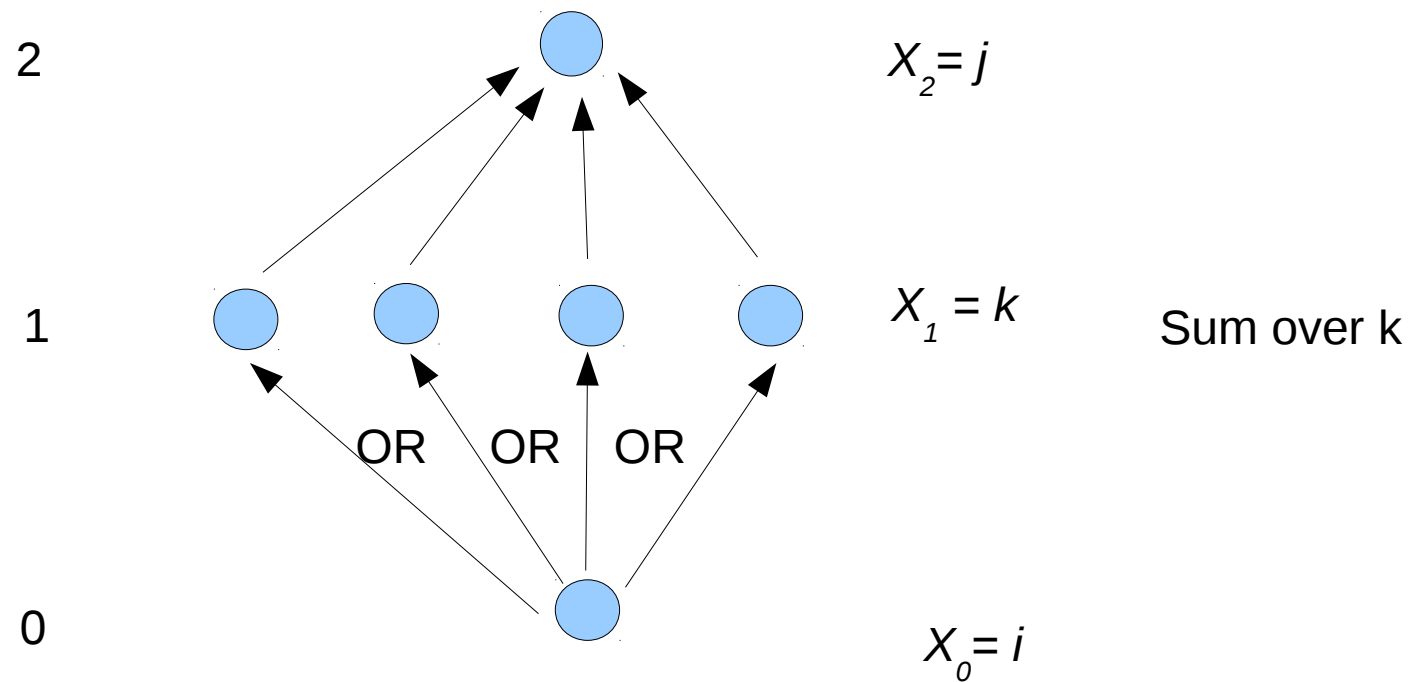 2 X₂= j
1 X₁ = k Sum over k
OR OR OR
0 X₀= i